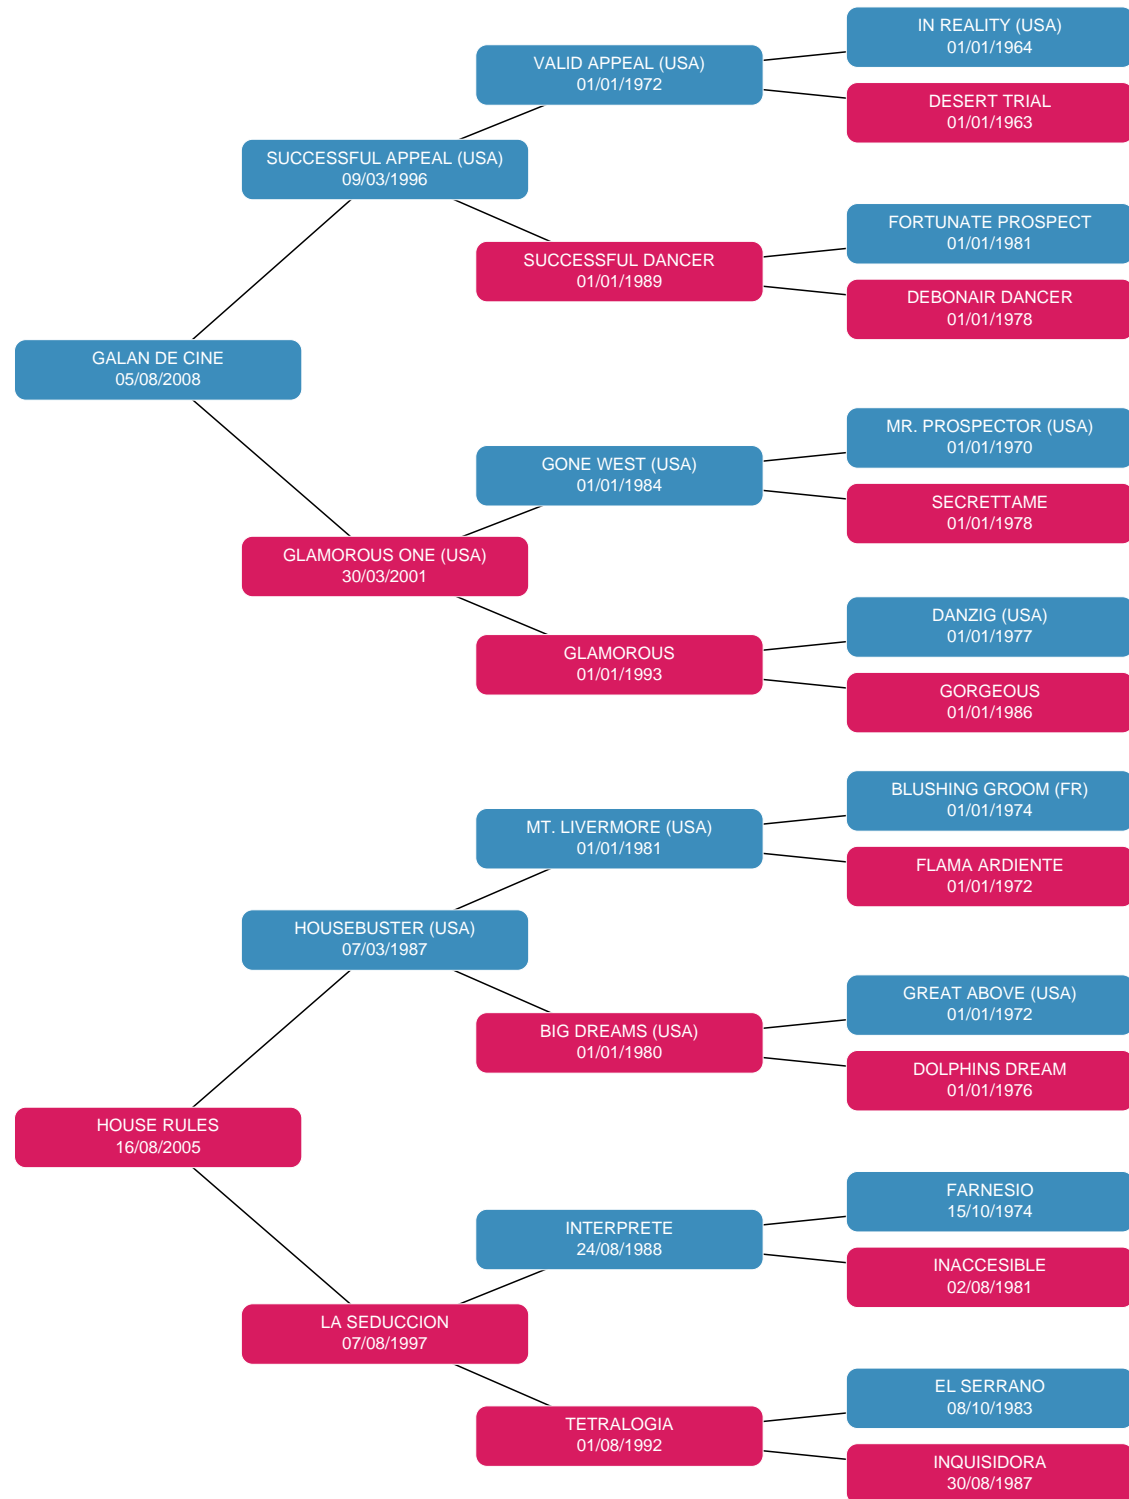 IN REALITY (USA)
01/01/1964
VALID APPEAL (USA)
01/01/1972
DESERT TRIAL
01/01/1963
SUCCESSFUL APPEAL (USA)
09/03/1996
FORTUNATE PROSPECT
01/01/1981
SUCCESSFUL DANCER
01/01/1989
DEBONAIR DANCER
01/01/1978
GALAN DE CINE
05/08/2008
MR. PROSPECTOR (USA)
01/01/1970
GONE WEST (USA)
01/01/1984
SECRETTAME
01/01/1978
GLAMOROUS ONE (USA)
30/03/2001
DANZIG (USA)
01/01/1977
GLAMOROUS
01/01/1993
GORGEOUS
01/01/1986
BLUSHING GROOM (FR)
01/01/1974
MT. LIVERMORE (USA)
01/01/1981
FLAMA ARDIENTE
01/01/1972
HOUSEBUSTER (USA)
07/03/1987
GREAT ABOVE (USA)
01/01/1972
BIG DREAMS (USA)
01/01/1980
DOLPHINS DREAM
01/01/1976
HOUSE RULES
16/08/2005
FARNESIO
15/10/1974
INTERPRETE
24/08/1988
INACCESIBLE
02/08/1981
LA SEDUCCION
07/08/1997
EL SERRANO
08/10/1983
TETRALOGIA
01/08/1992
INQUISIDORA
30/08/1987